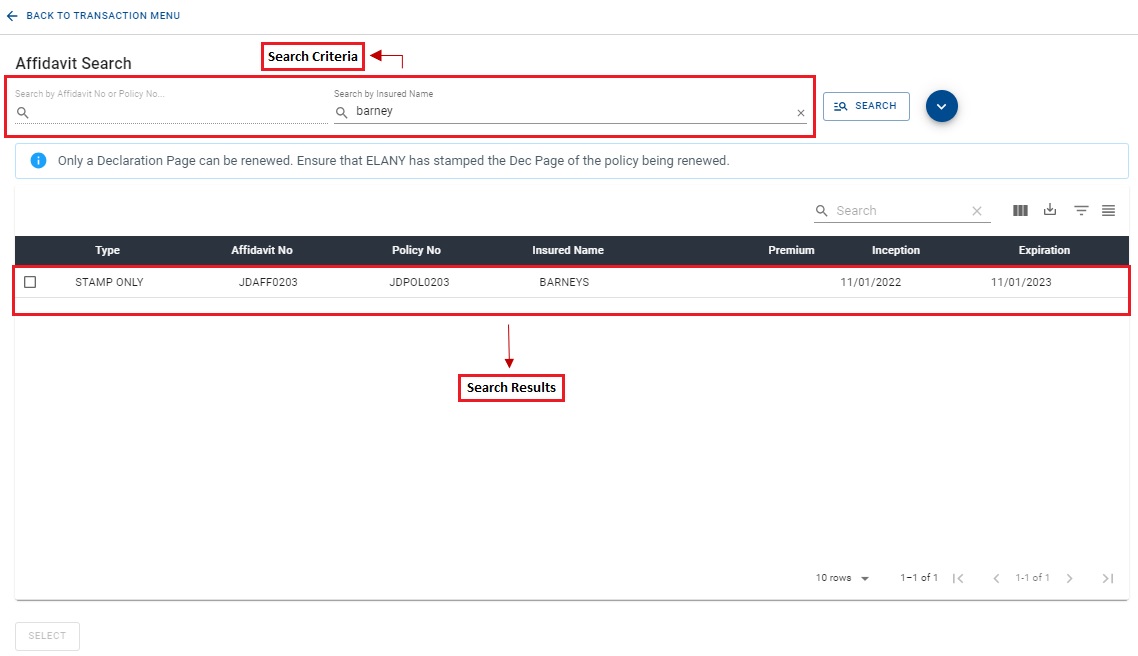 BACK TO TRANSACTION MENU
Search Criteria
Affidavit Search
Search by Affidavit No or Policy No...
Search by Insured Name
barney
SEARCH
Only a Declaration Page can be renewed. Ensure that ELANY has stamped the Dec Page of the policy being renewed.
Search
Type Affidavit No Policy No Insured Name Premium Inception Expiration
STAMP ONLY JDAFF0203 JDPOL0203 BARNEYS 11/01/2022 11/01/2023
Search Results
10 rows 1–1 of 1 1-1 of 1
SELECT